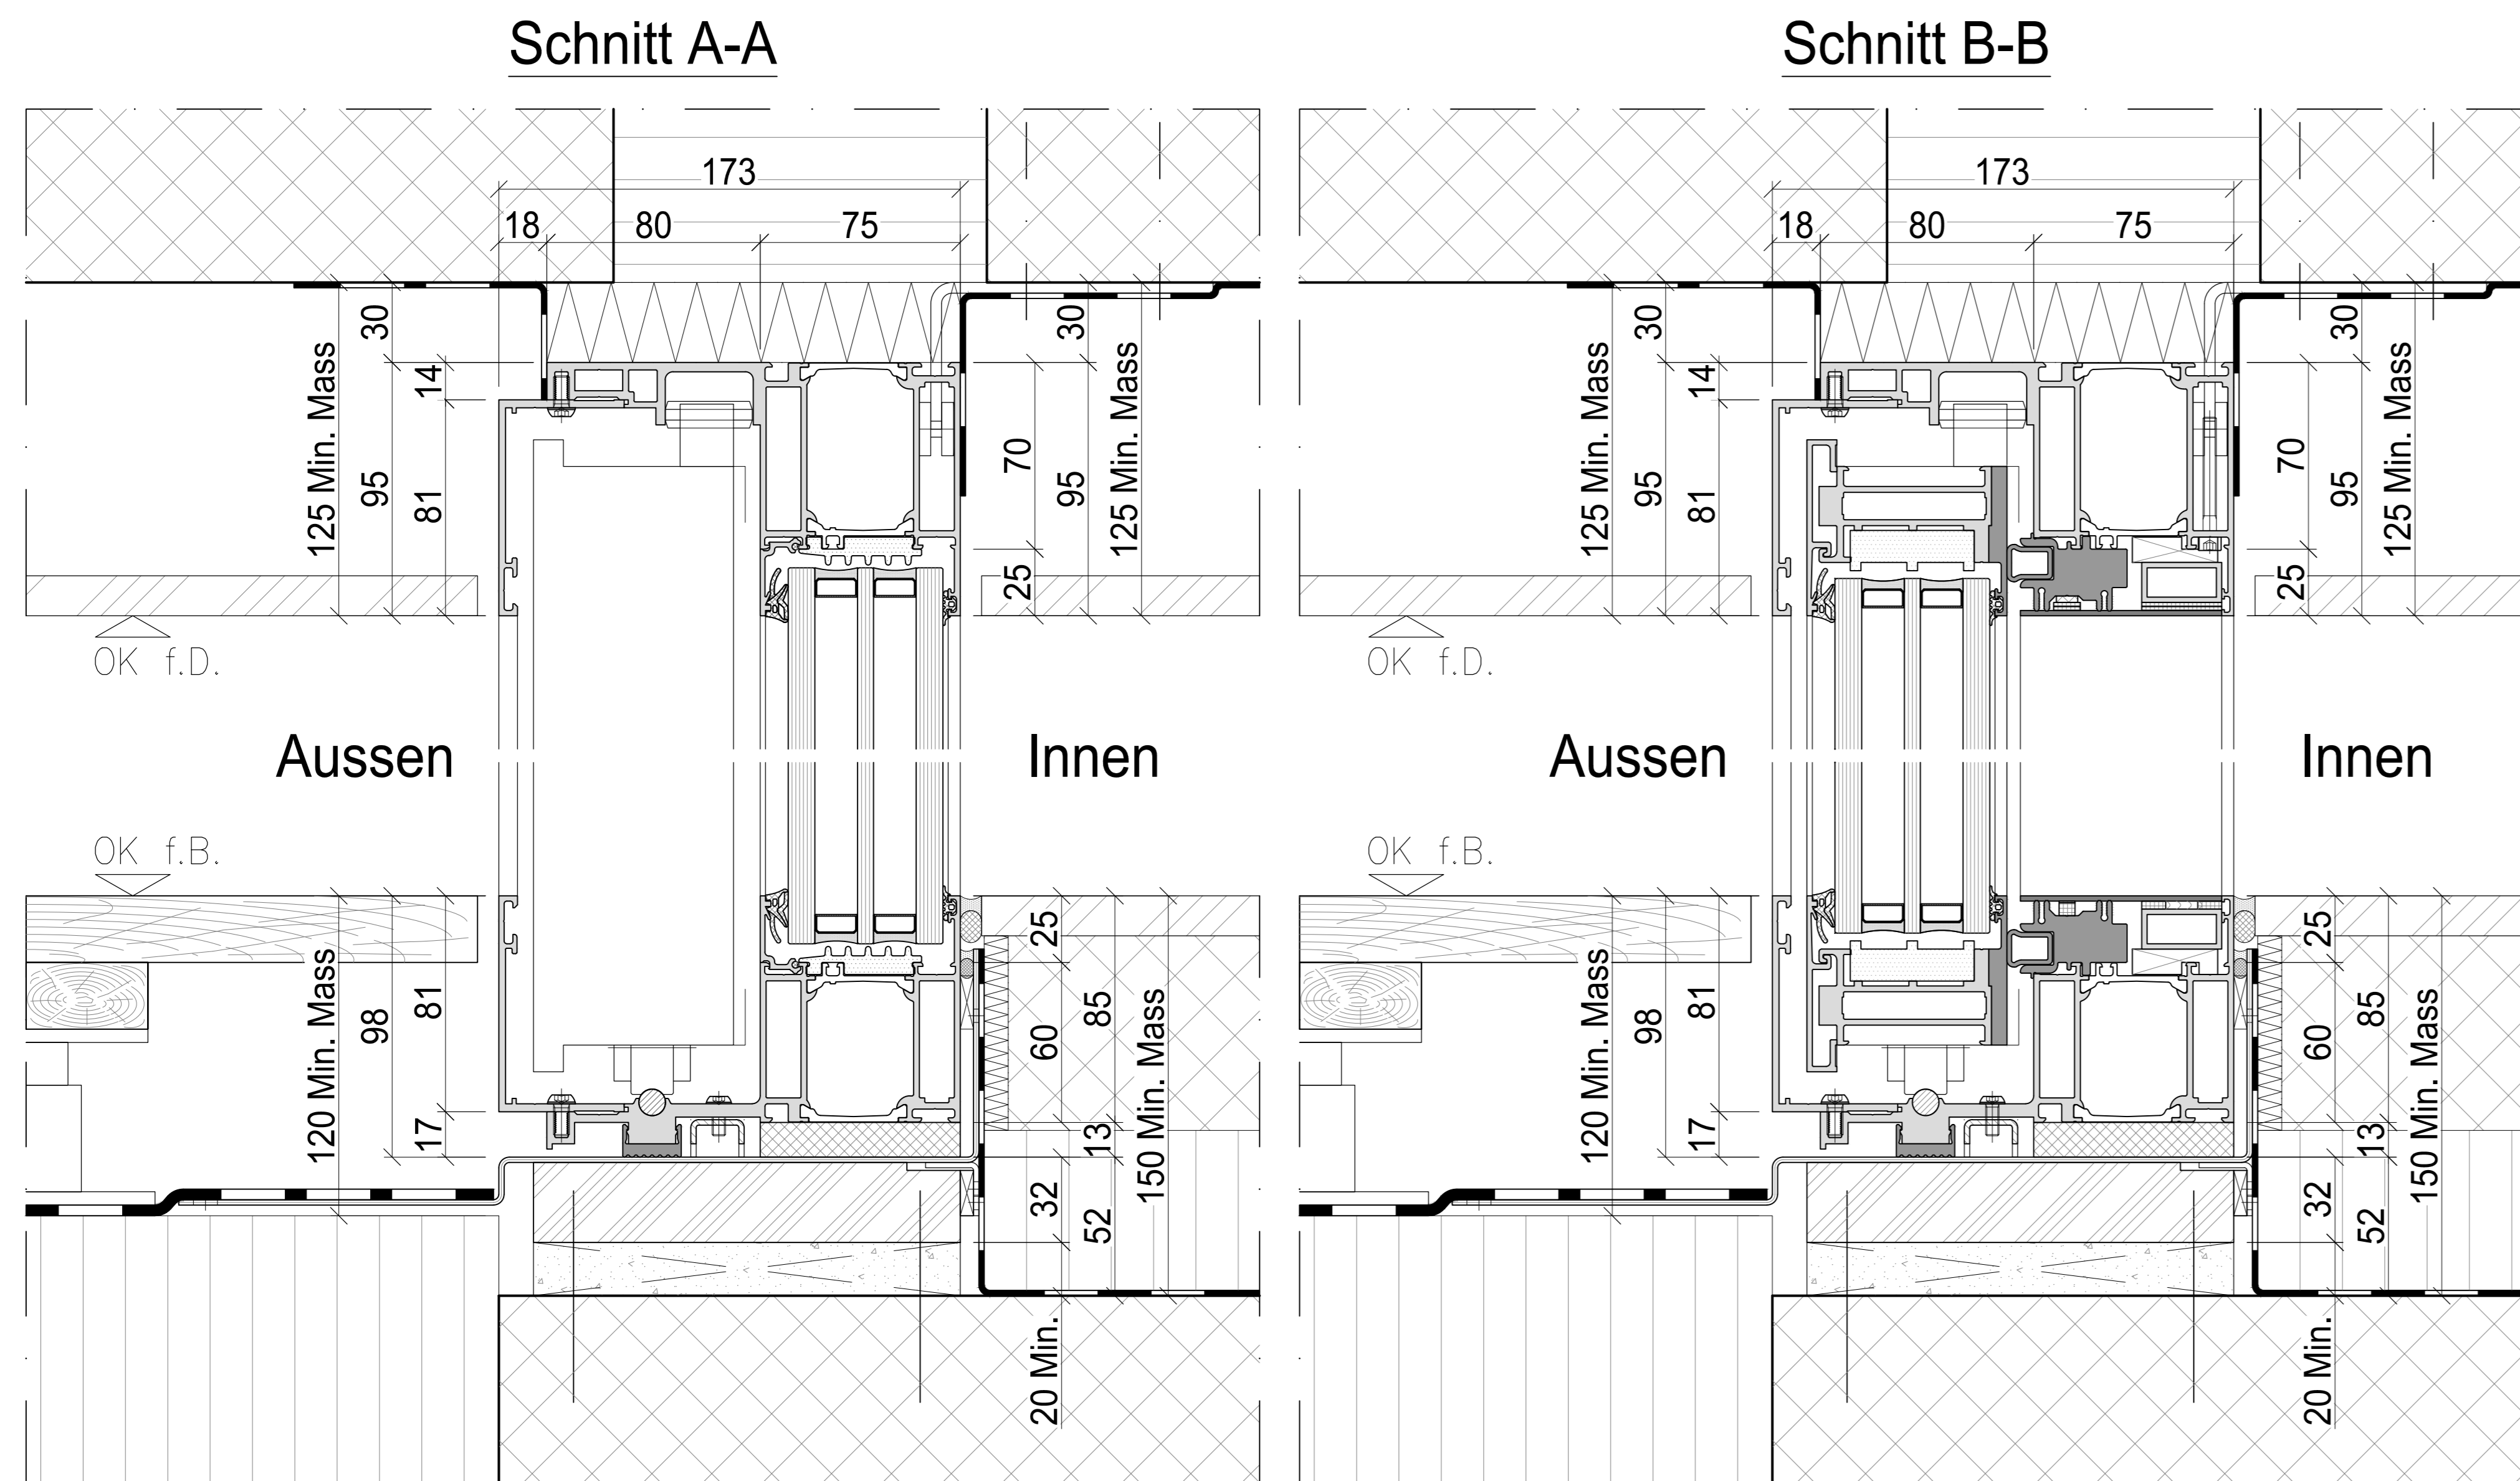 Schnitt A-A
173
18 80 75
30
14
125 Min. Mass
95
81
30
70
95
125 Min. Mass
25
OK f.D.
Aussen
Innen
OK f.B.
120 Min. Mass
98
81
17
25
60
85
13
150 Min. Mass
32
52
20 Min.
Schnitt B-B
173
18 80 75
30
14
125 Min. Mass
95
81
30
70
95
125 Min. Mass
25
OK f.D.
Aussen
Innen
OK f.B.
120 Min. Mass
98
81
17
25
60
85
13
150 Min. Mass
32
52
20 Min.